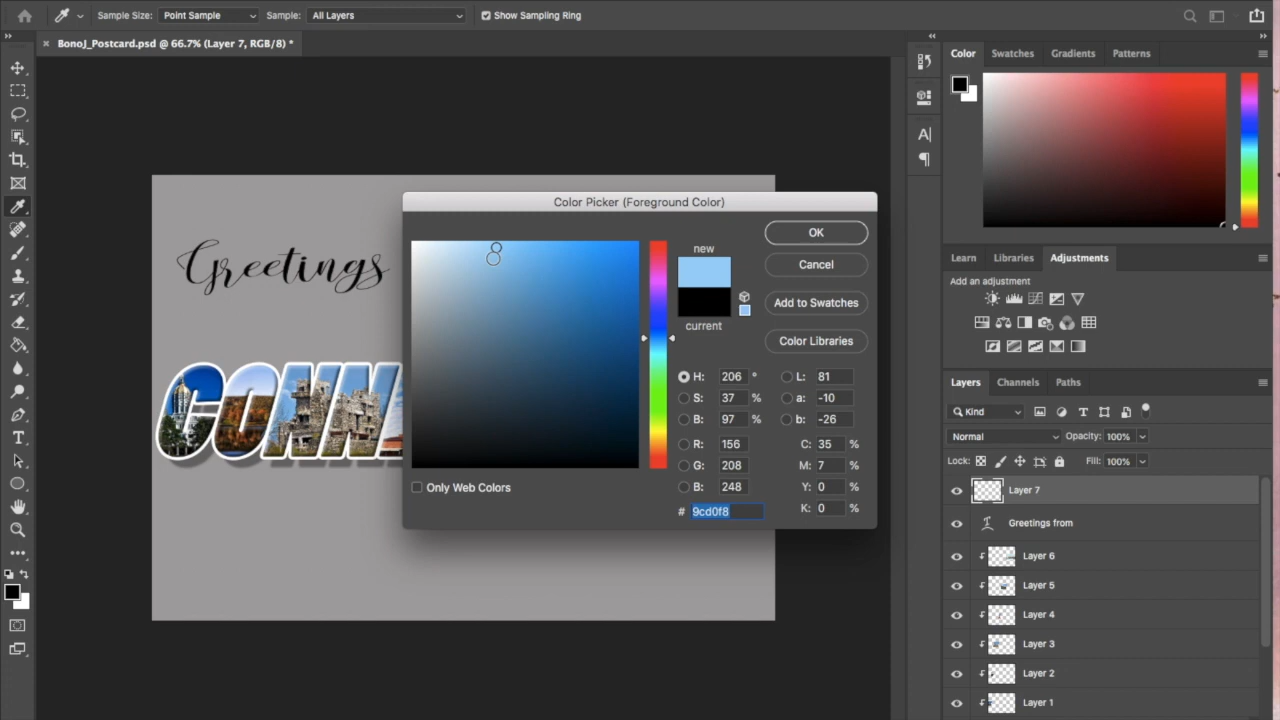 Sample Size: Point Sample Sample: All Layers Show Sampling Ring
BonoJ_Postcard.psd @ 66.7% (Layer 7, RGB/8) *
Greetings
CONN
Color Picker (Foreground Color)
new
current
OK
Cancel
Add to Swatches
Color Libraries
H: 206 ° L: 81
S: 37 % a: -10
B: 97 % b: -26
R: 156 C: 35 %
G: 208 M: 7 %
B: 248 Y: 0 %
# 9cd0f8 K: 0 %
Only Web Colors
Color Swatches Gradients Patterns
Learn Libraries Adjustments
Add an adjustment
Layers Channels Paths
Kind
Normal Opacity: 100%
Lock: Fill: 100%
Layer 7
Greetings from
Layer 6
Layer 5
Layer 4
Layer 3
Layer 2
Layer 1